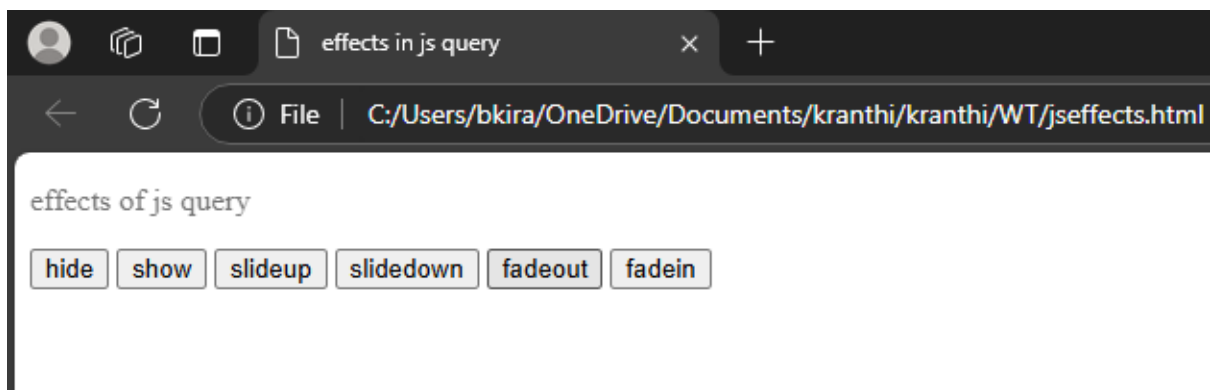 effects in js query
File C:/Users/bkira/OneDrive/Documents/kranthi/kranthi/WT/jseffects.html
effects of js query
hide show slideup slidedown fadeout fadein